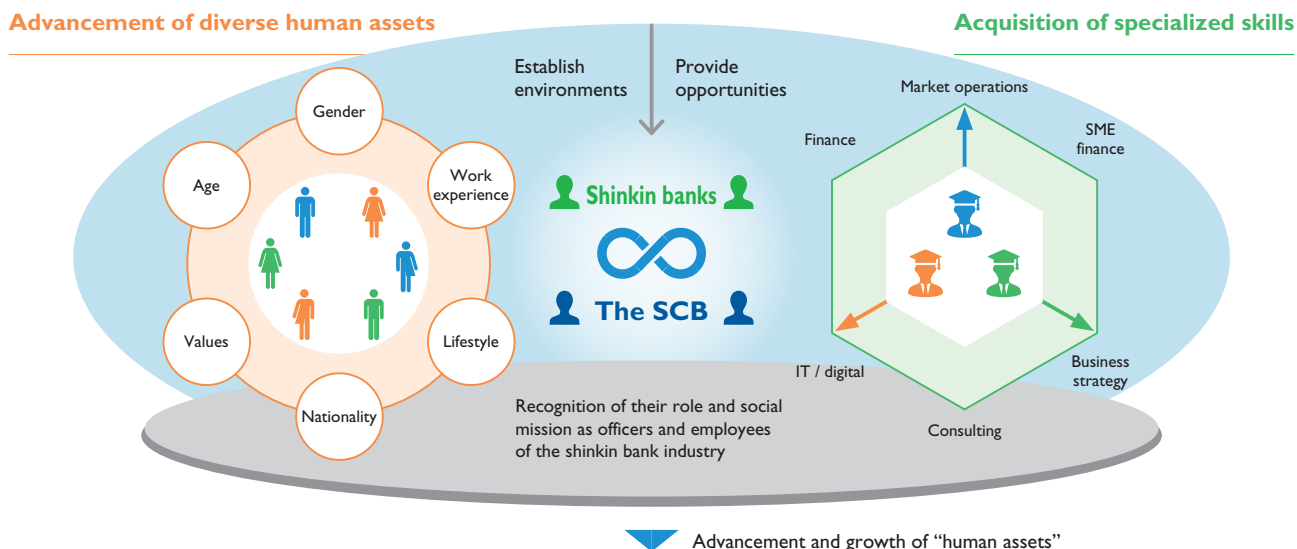 Advancement of diverse human assets
Acquisition of specialized skills
Establish
environments
Provide
opportunities
Gender
Age
Work
experience
Values
Lifestyle
Nationality
Shinkin banks
The SCB
Market operations
Finance
SME
finance
IT / digital
Business
strategy
Consulting
Recognition of their role and social
mission as officers and employees
of the shinkin bank industry
Advancement and growth of “human assets”